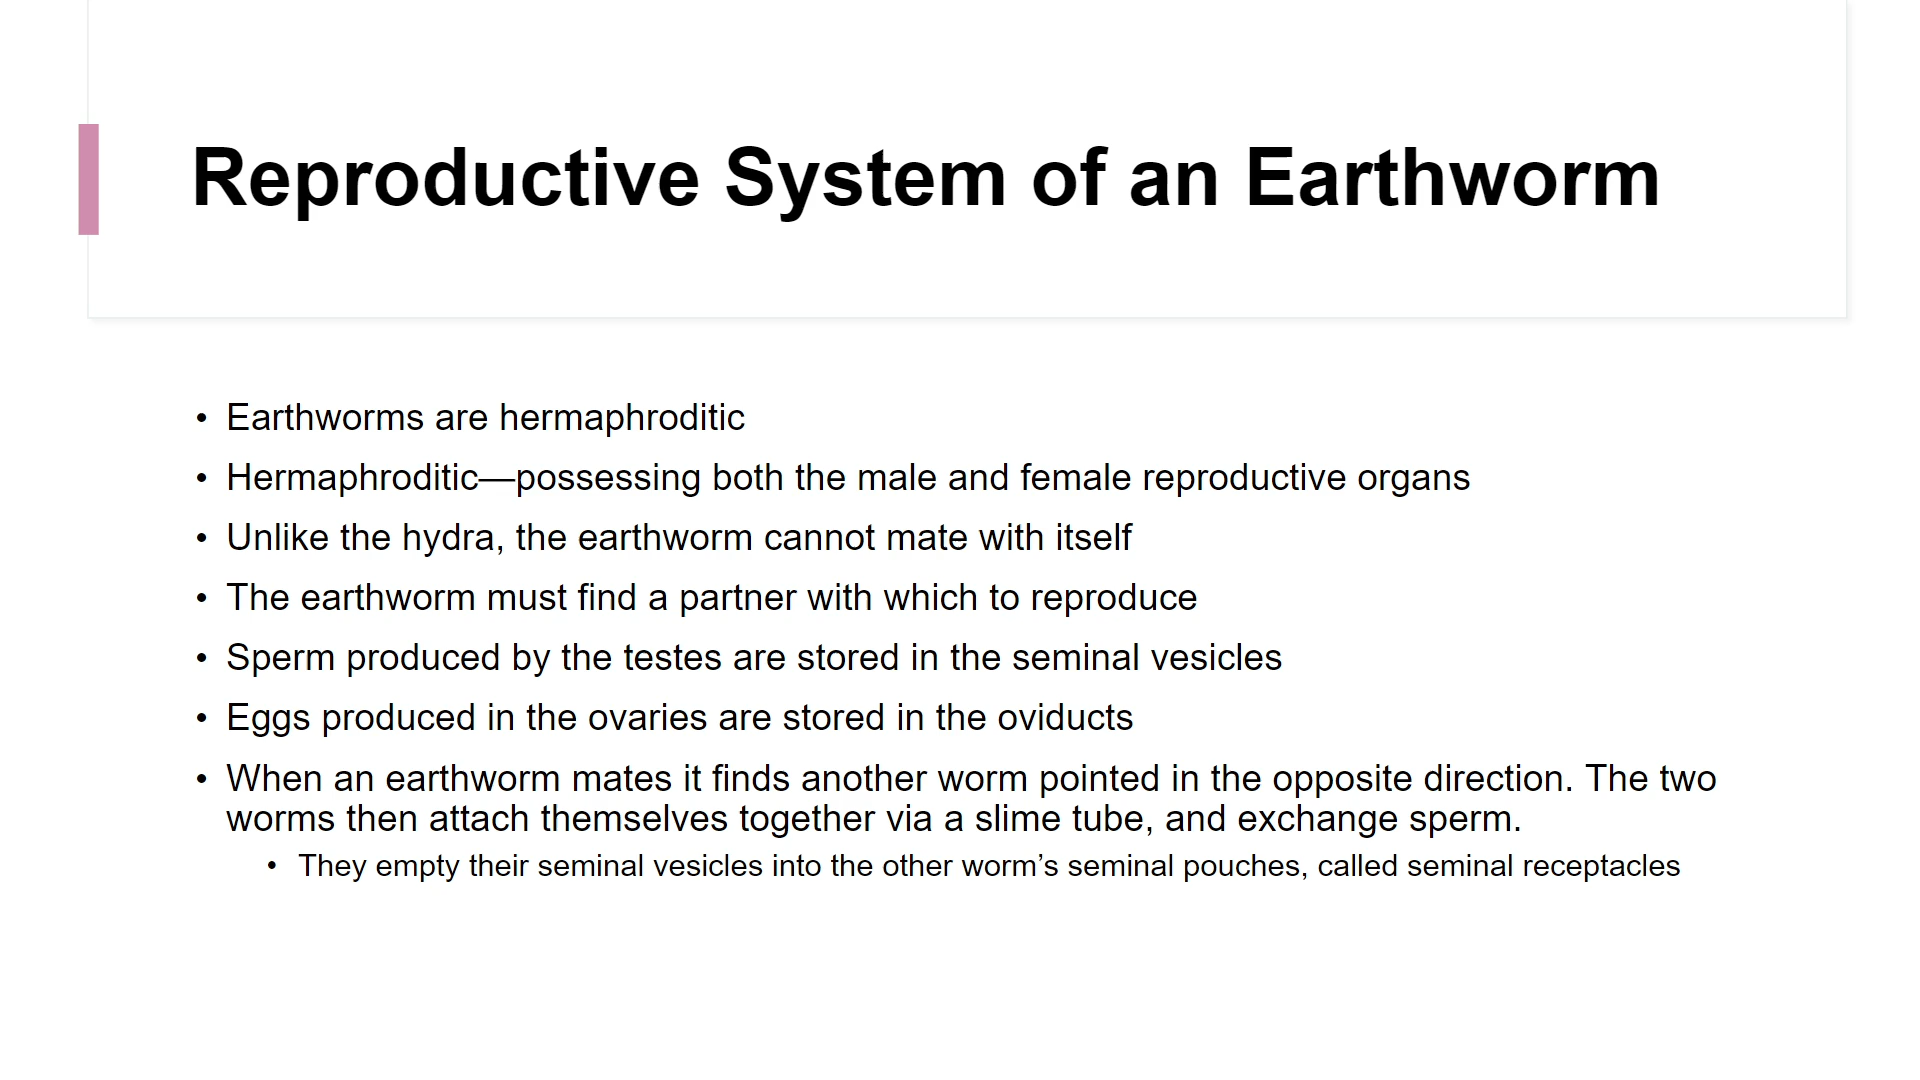 Reproductive System of an Earthworm
• Earthworms are hermaphroditic
• Hermaphroditic—possessing both the male and female reproductive organs
• Unlike the hydra, the earthworm cannot mate with itself
• The earthworm must find a partner with which to reproduce
• Sperm produced by the testes are stored in the seminal vesicles
• Eggs produced in the ovaries are stored in the oviducts
• When an earthworm mates it finds another worm pointed in the opposite direction. The two
worms then attach themselves together via a slime tube, and exchange sperm.
• They empty their seminal vesicles into the other worm’s seminal pouches, called seminal receptacles